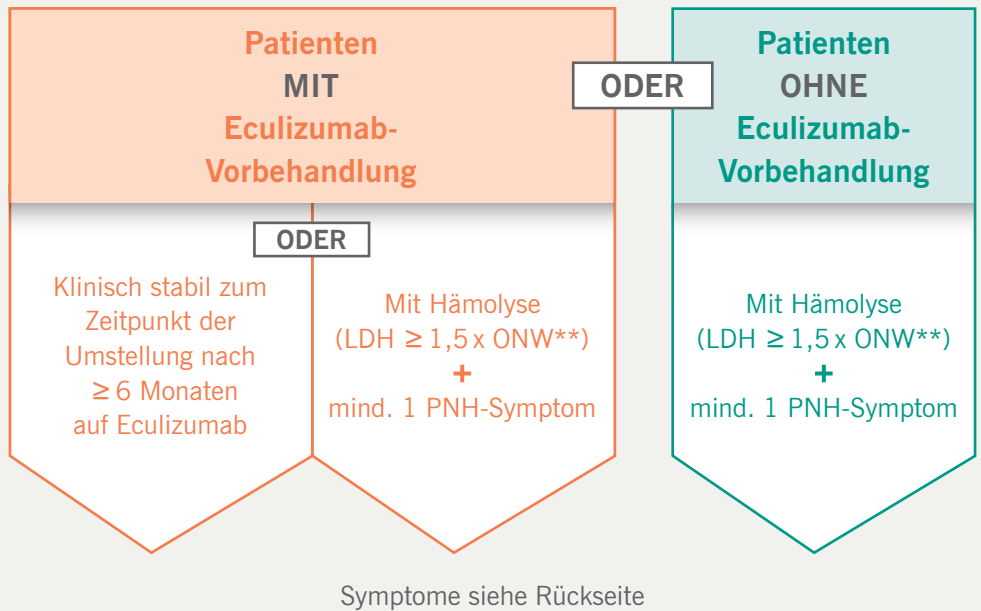 Patienten
MIT
Eculizumab-
Vorbehandlung
ODER
Patienten
OHNE
Eculizumab-
Vorbehandlung
ODER
Klinisch stabil zum
Zeitpunkt der
Umstellung nach
≥ 6 Monaten
auf Eculizumab
Mit Hämolyse
(LDH ≥ 1,5 x ONW**)
+
mind. 1 PNH-Symptom
Mit Hämolyse
(LDH ≥ 1,5 x ONW**)
+
mind. 1 PNH-Symptom
Symptome siehe Rückseite